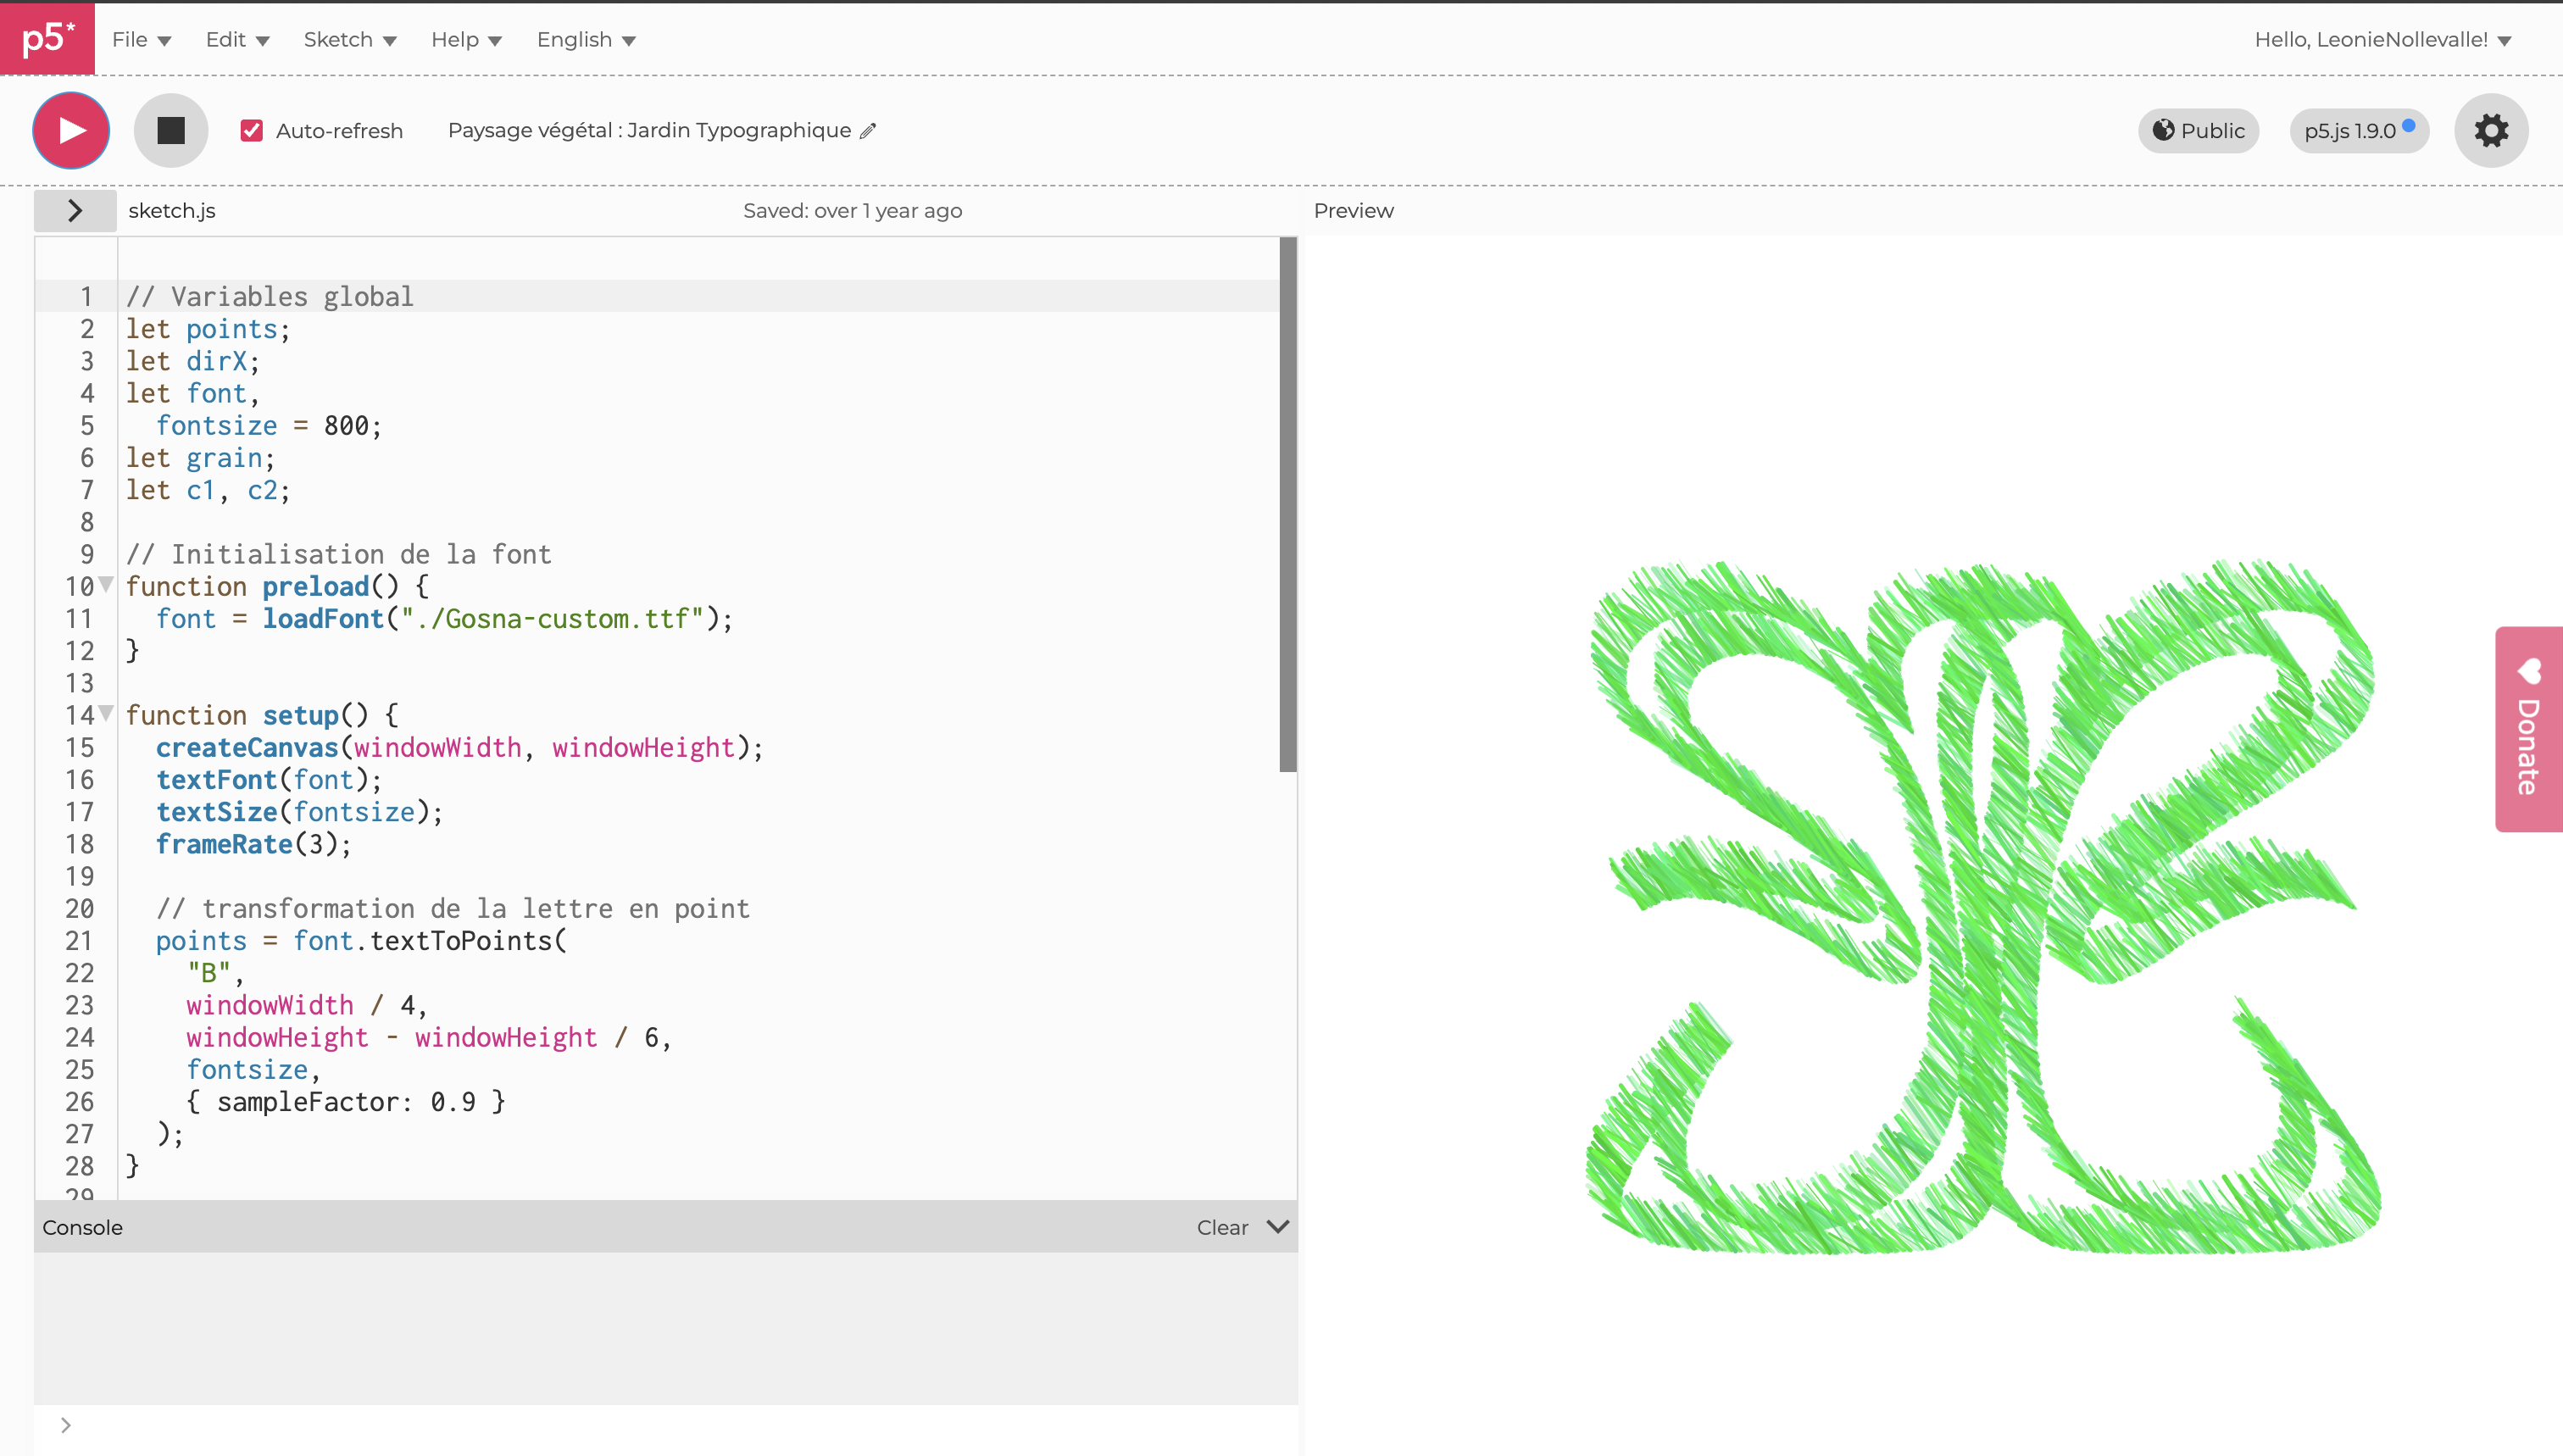 p5*
File Edit Sketch Help English Hello, LeonieNollevalle!
Auto-refresh Paysage végétal : Jardin Typographique Public p5.js 1.9.0
sketch.js Saved: over 1 year ago Preview
1 // Variables global
2 let points;
3 let dirX;
4 let font,
5 fontsize = 800;
6 let grain;
7 let c1, c2;
8
9 // Initialisation de la font
10 function preload() {
11 font = loadFont("./Gosna-custom.ttf");
12 }
13
14 function setup() {
15 createCanvas(windowWidth, windowHeight);
16 textFont(font);
17 textSize(fontsize);
18 frameRate(3);
19
20 // transformation de la lettre en point
21 points = font.textToPoints(
22 "B",
23 windowWidth / 4,
24 windowHeight - windowHeight / 6,
25 fontsize,
26 { sampleFactor: 0.9 }
27 );
28 }
29
Console Clear
>
Donate